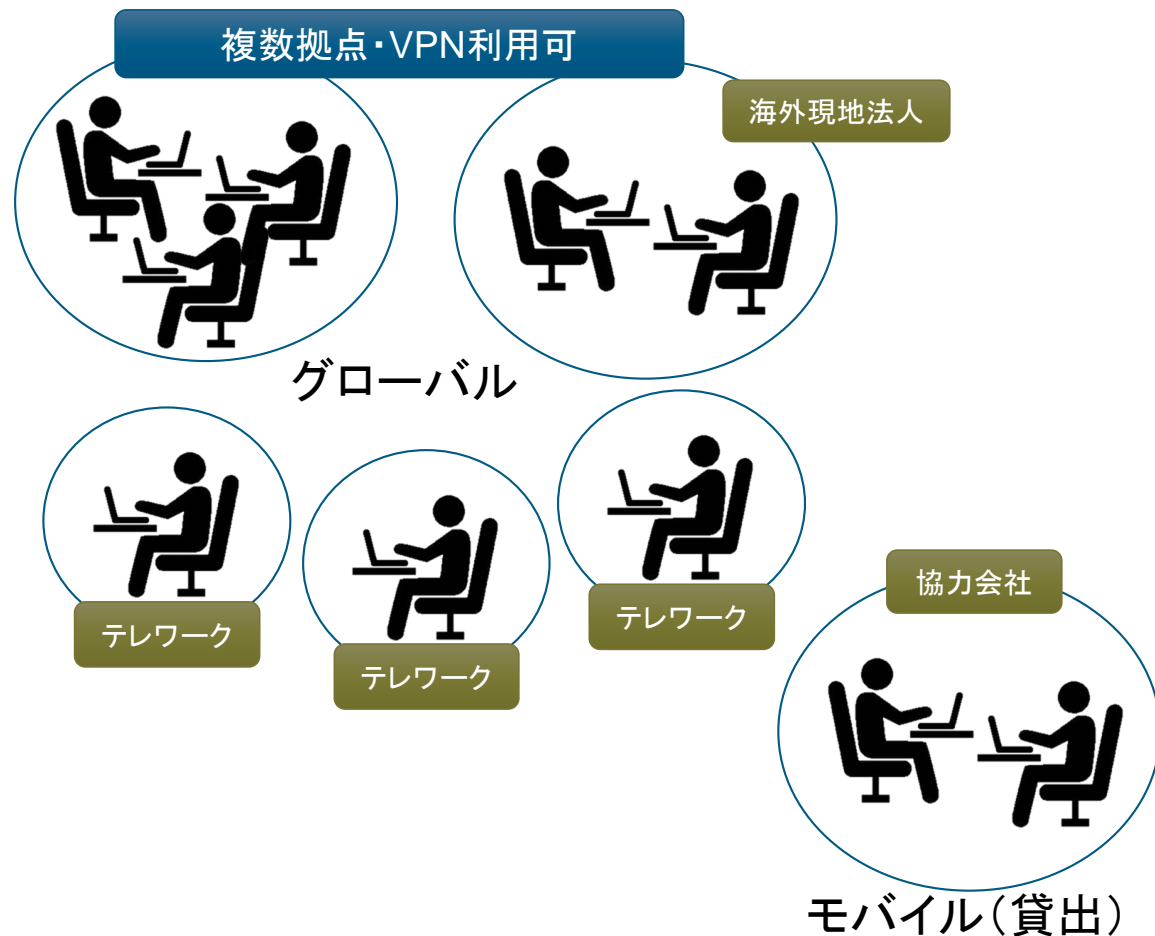 複数拠点・VPN利用可
海外現地法人
グローバル
テレワーク
テレワーク
テレワーク
協力会社
モバイル（貸出）